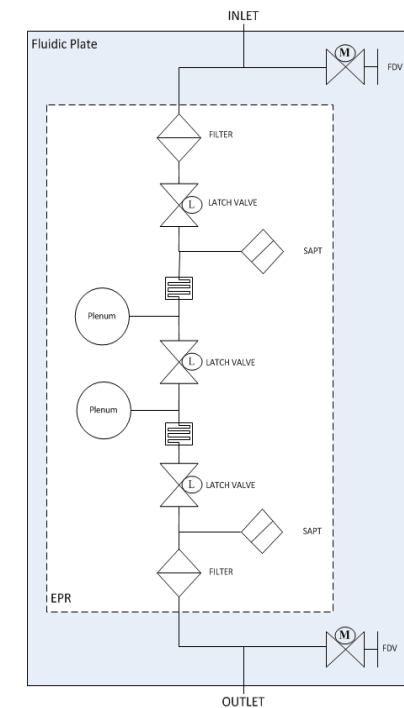 INLET
Fluidic Plate
M
FDV
FILTER
L
LATCH VALVE
SAPT
Plenum
L
LATCH VALVE
Plenum
L
LATCH VALVE
SAPT
FILTER
EPR
M
FDV
OUTLET